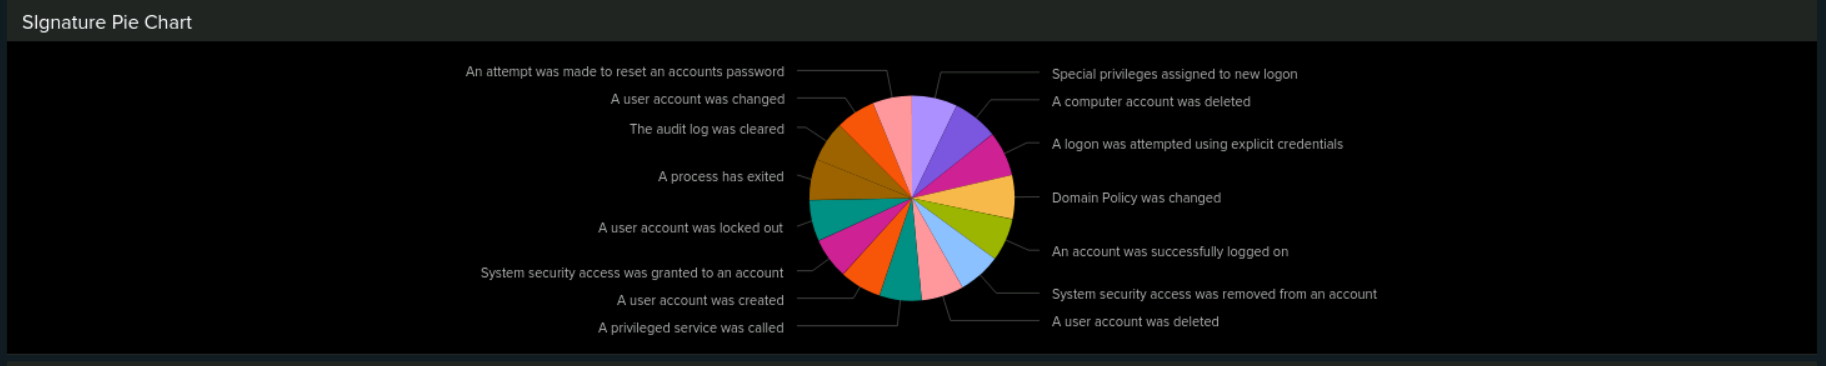 SIgnature Pie Chart
An attempt was made to reset an accounts password
A user account was changed
The audit log was cleared
A process has exited
A user account was locked out
System security access was granted to an account
A user account was created
A privileged service was called
Special privileges assigned to new logon
A computer account was deleted
A logon was attempted using explicit credentials
Domain Policy was changed
An account was successfully logged on
System security access was removed from an account
A user account was deleted